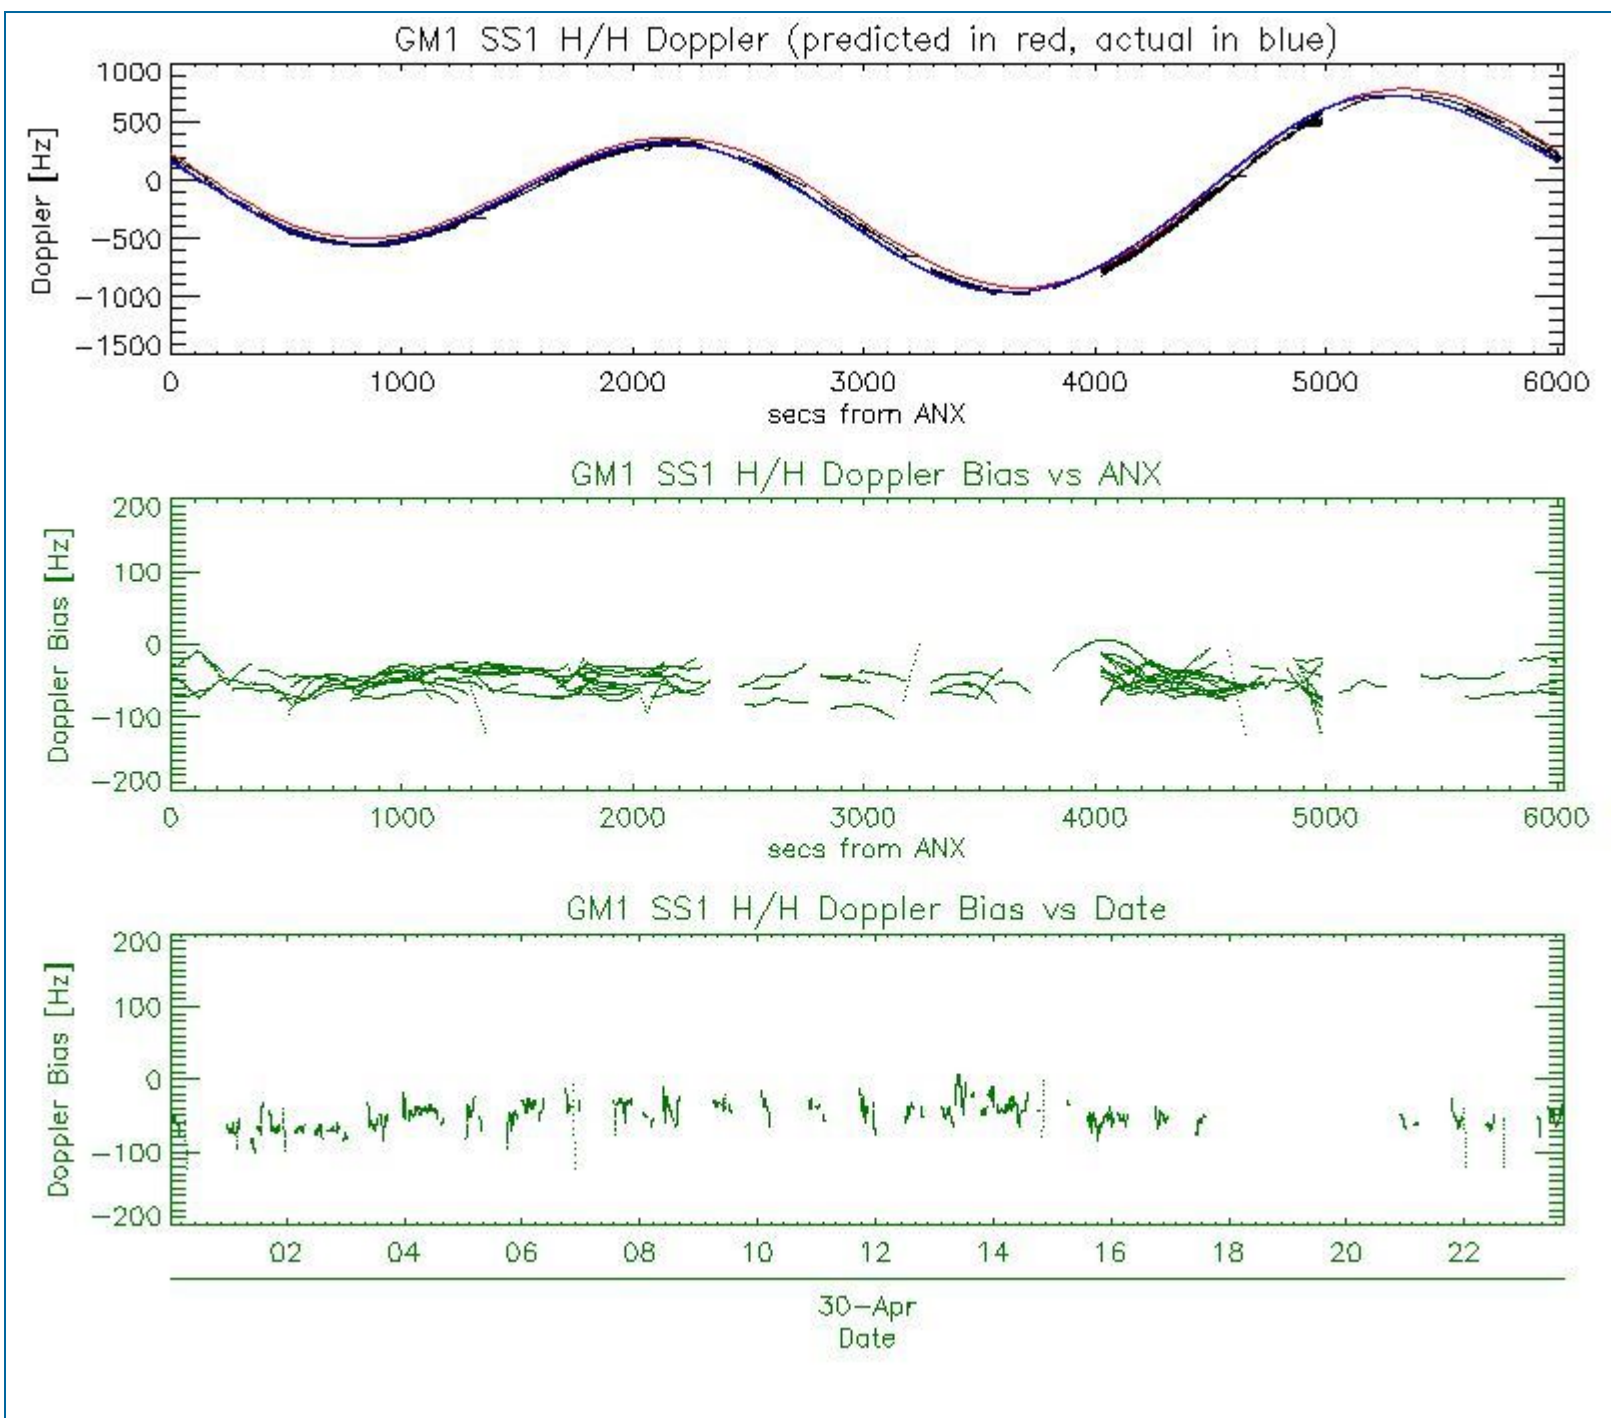 GM1 SS1 H/H Doppler (predicted in red, actual in blue)
1000
500
0
-500
-1000
-1500
Doppler [Hz]
0 1000 2000 3000 4000 5000 6000
secs from ANX
GM1 SS1 H/H Doppler Bias vs ANX
200
100
0
-100
-200
Doppler Bias [Hz]
0 1000 2000 3000 4000 5000 6000
secs from ANX
GM1 SS1 H/H Doppler Bias vs Date
200
100
0
-100
-200
Doppler Bias [Hz]
02 04 06 08 10 12 14 16 18 20 22
30-Apr
Date